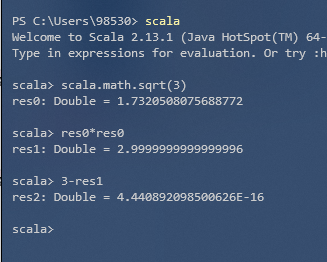 PS C:\Users\98530> scala
Welcome to Scala 2.13.1 (Java HotSpot(TM) 64-
Type in expressions for evaluation. Or try :h
scala> scala.math.sqrt(3)
res0: Double = 1.7320508075688772
scala> res0*res0
res1: Double = 2.9999999999999996
scala> 3-res1
res2: Double = 4.440892098500626E-16
scala>